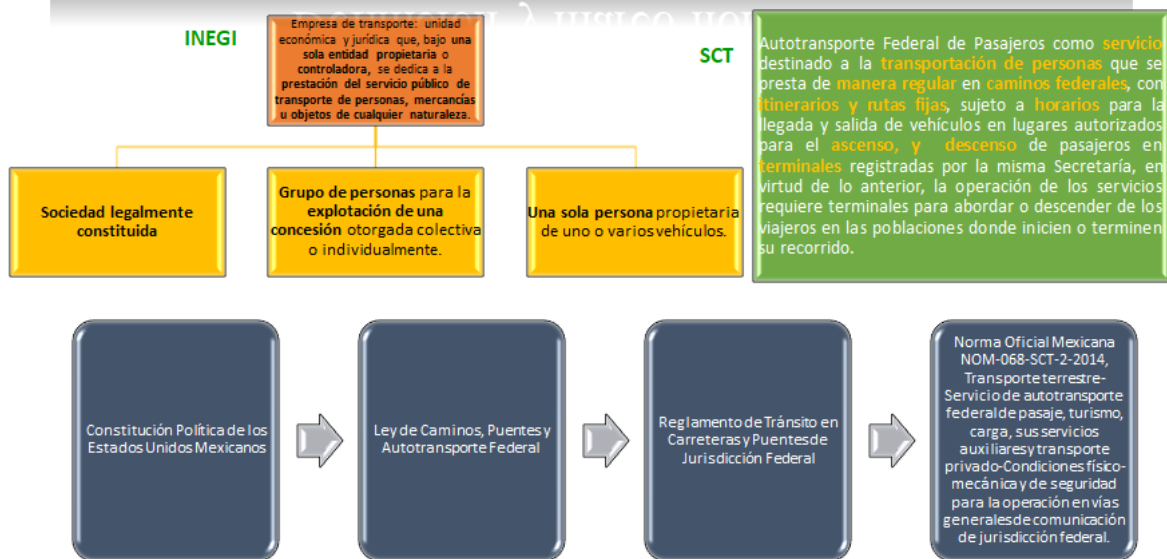 INEGI
Empresa de transporte: unidad
económica y jurídica que, bajo una
sola entidad propietaria o
controladora, se dedica a la
prestación del servicio público de
transporte de personas, mercancías
u objetos de cualquier naturaleza.
Sociedad legalmente
constituida
Grupo de personas para la
explotación de una
concesión otorgada colectiva
o individualmente.
Una sola persona propietaria
de uno o varios vehículos.
SCT
Autotransporte Federal de Pasajeros como servicio
destinado a la transportación de personas que se
presta de manera regular en caminos federales, con
itinerarios y rutas fijas, sujeto a horarios para la
llegada y salida de vehículos en lugares autorizados
para el ascenso, y descenso de pasajeros en
terminales registradas por la misma Secretaría, en
virtud de lo anterior, la operación de los servicios
requiere terminales para abordar o descender de los
viajeros en las poblaciones donde inicien o terminen
su recorrido.
Constitución Política de los
Estados Unidos Mexicanos
Ley de Caminos, Puentes y
Autotransporte Federal
Reglamento de Tránsito en
Carreteras y Puentes de
Jurisdicción Federal
Norma Oficial Mexicana
NOM-068-SCT-2-2014,
Transporte terrestre-
Servicio de autotransporte
federal de pasaje, turismo,
carga, sus servicios
auxiliares y transporte
privado-Condiciones físico-
mecánica y de seguridad
para la operación en vías
generales de comunicación
de jurisdicción federal.